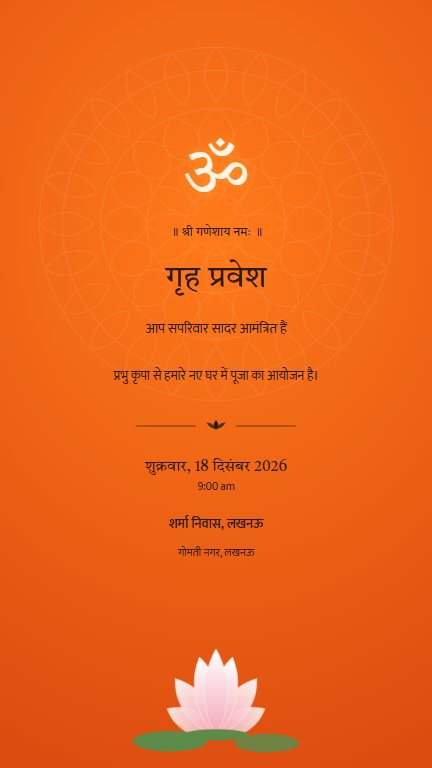 ॐ
॥ श्री गणेशाय नमः ॥
गृह प्रवेश
आप सपरिवार सादर आमंत्रित हैं
प्रभु कृपा से हमारे नए घर में पूजा का आयोजन है।
शुक्रवार, 18 दिसंबर 2026
9:00 am
शर्मा निवास, लखनऊ
गोमती नगर, लखनऊ